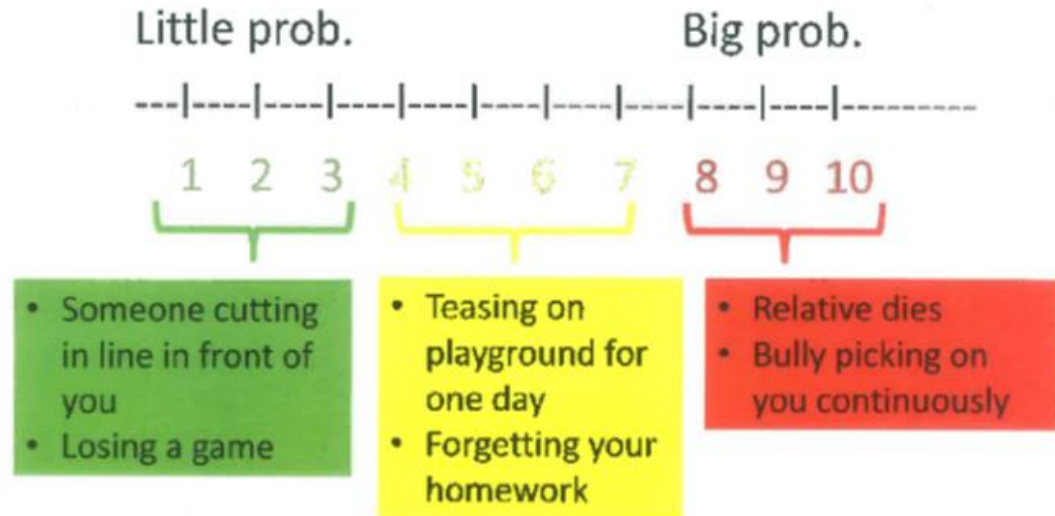 Little prob.
Big prob.
1 2 3 4 5 6 7 8 9 10
• Someone cutting
in line in front of
you
• Losing a game
• Teasing on
playground for
one day
• Forgetting your
homework
• Relative dies
• Bully picking on
you continuously